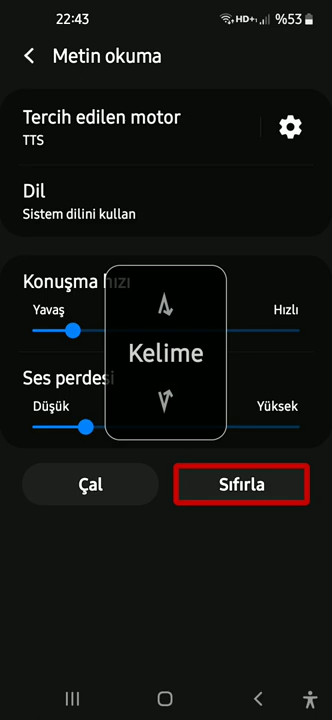 22:43
HD+ %53
Metin okuma
Tercih edilen motor
TTS
Dil
Sistem dilini kullan
Konuşma hızı
Yavaş
Hızlı
Kelime
Ses perdesi
Düşük
Yüksek
Çal
Sıfırla